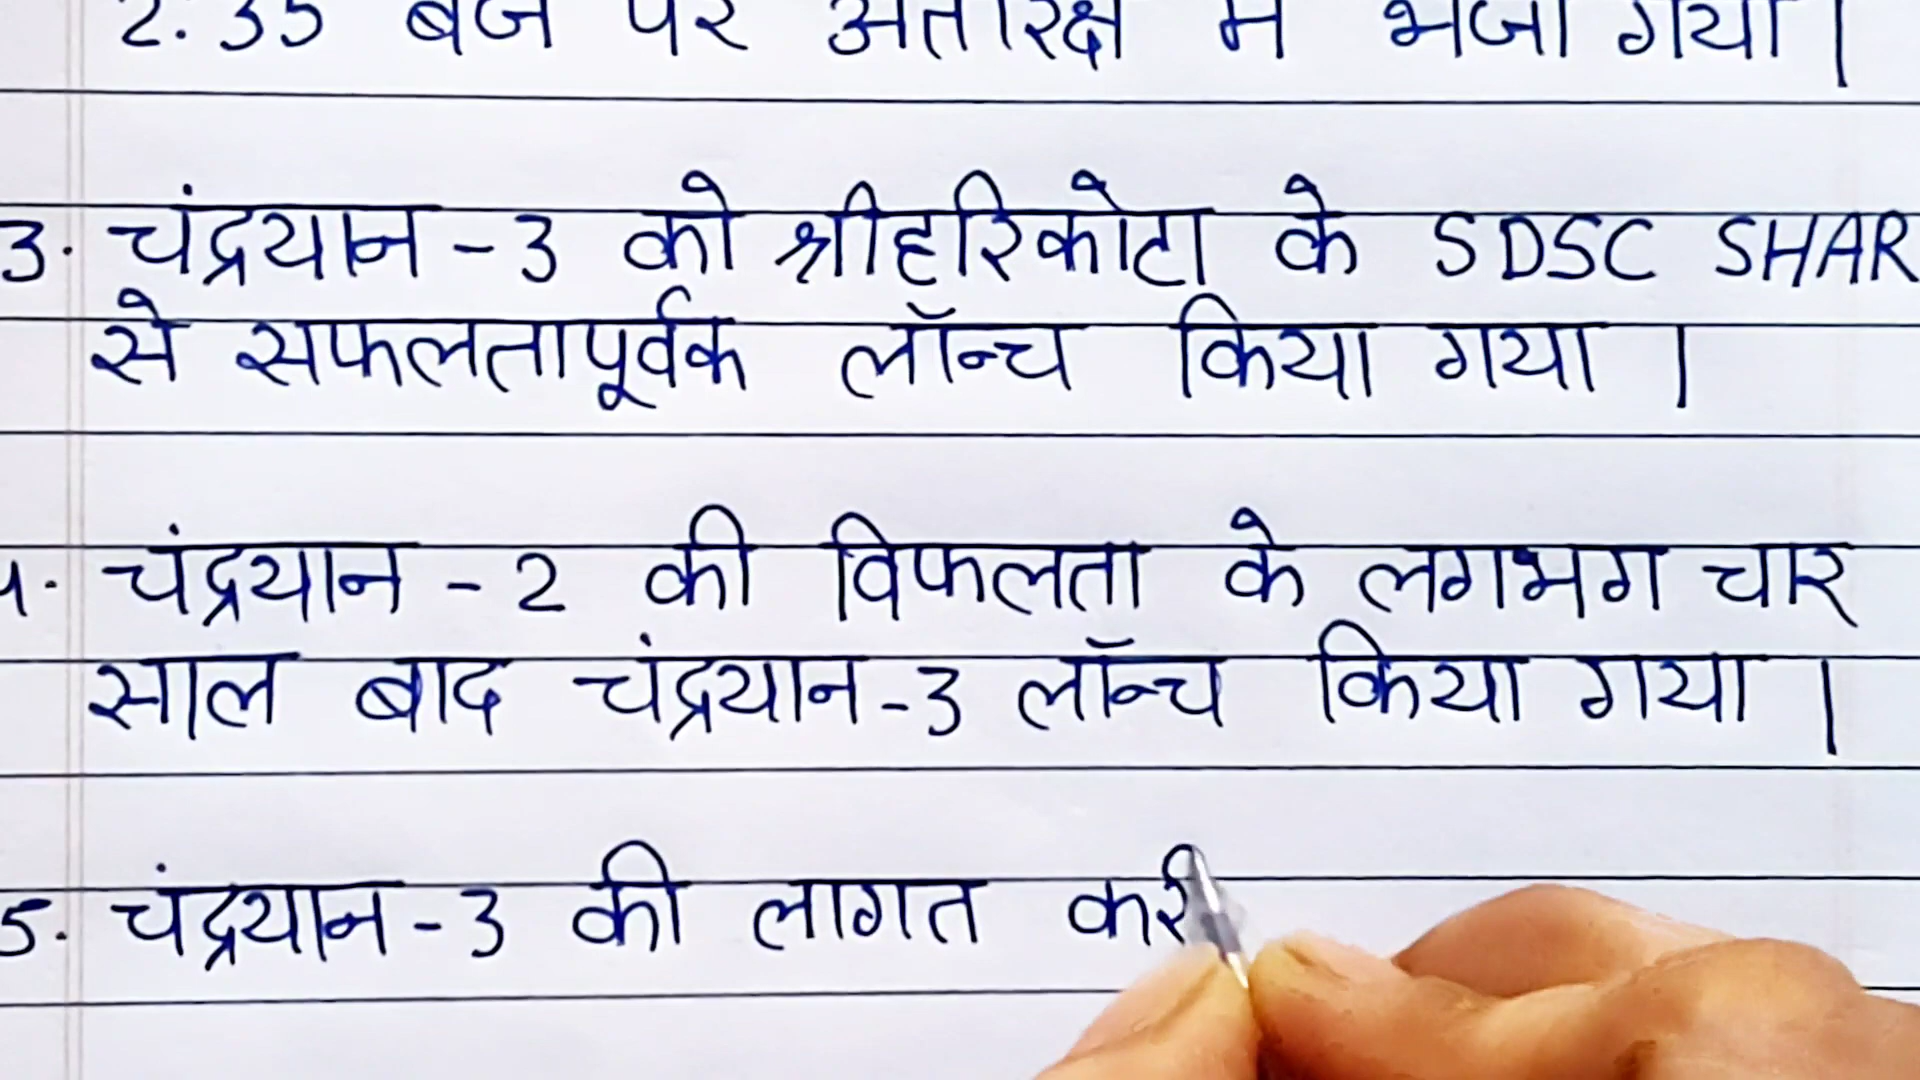 2:35 बजे पर अंतरिक्ष में भेजा गया।
3. चंद्रयान-3 को श्रीहरिकोटा के SDSC SHAR
से सफलतापूर्वक लॉन्च किया गया।
4. चंद्रयान-2 की विफलता के लगभग चार
साल बाद चंद्रयान-3 लॉन्च किया गया।
5. चंद्रयान-3 की लागत करी